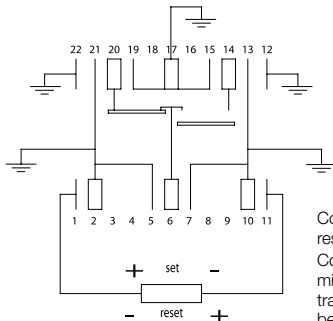 22 21 20 19 18 17 16 15 14 13 12
1 2 3 4 5 6 7 8 9 10 11
+ set -
- reset +
Co
res
Co
mi
tra
be